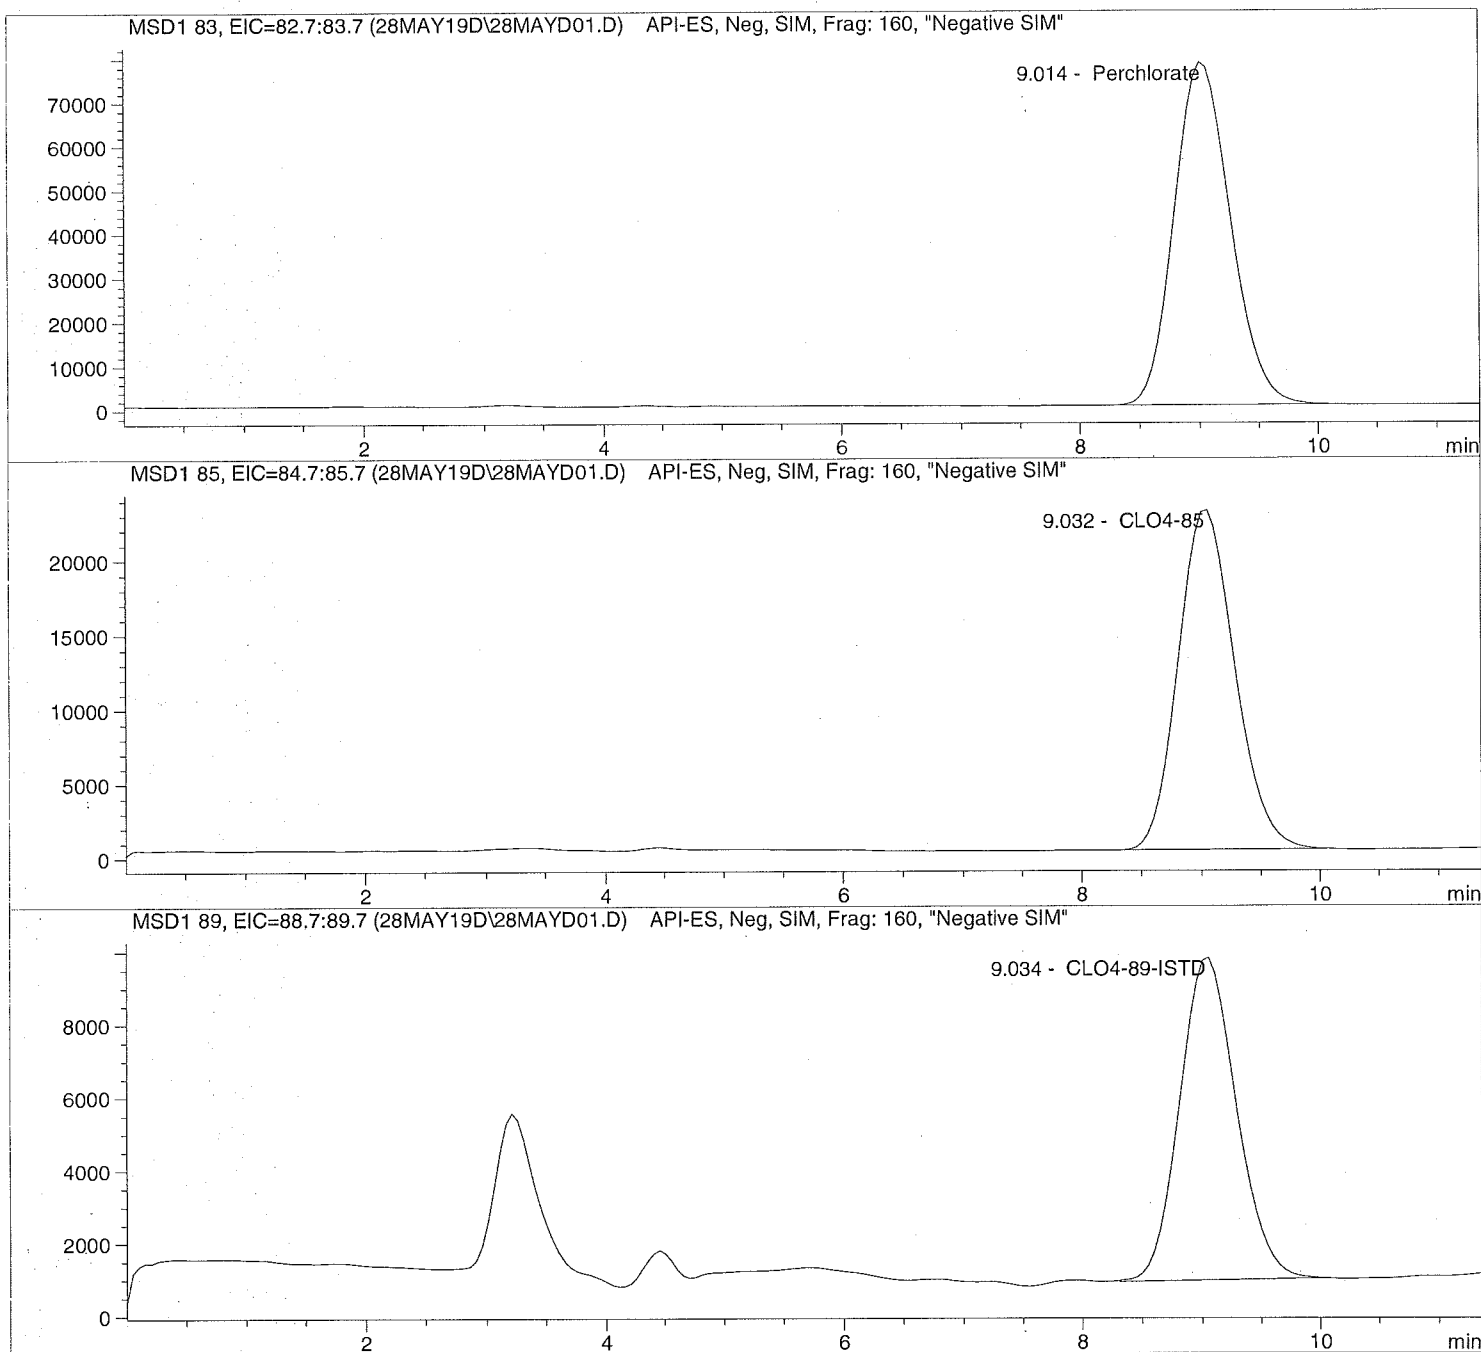 MSD1 83, EIC=82.7:83.7 (28MAY19D\28MAYD01.D) API-ES, Neg, SIM, Frag: 160, "Negative SIM"
9.014 - Perchlorate
70000
60000
50000
40000
30000
20000
10000
0
2 4 6 8 10 min
MSD1 85, EIC=84.7:85.7 (28MAY19D\28MAYD01.D) API-ES, Neg, SIM, Frag: 160, "Negative SIM"
9.032 - CLO4-85
20000
15000
10000
5000
0
2 4 6 8 10 min
MSD1 89, EIC=88.7:89.7 (28MAY19D\28MAYD01.D) API-ES, Neg, SIM, Frag: 160, "Negative SIM"
9.034 - CLO4-89-ISTD
8000
6000
4000
2000
0
2 4 6 8 10 min